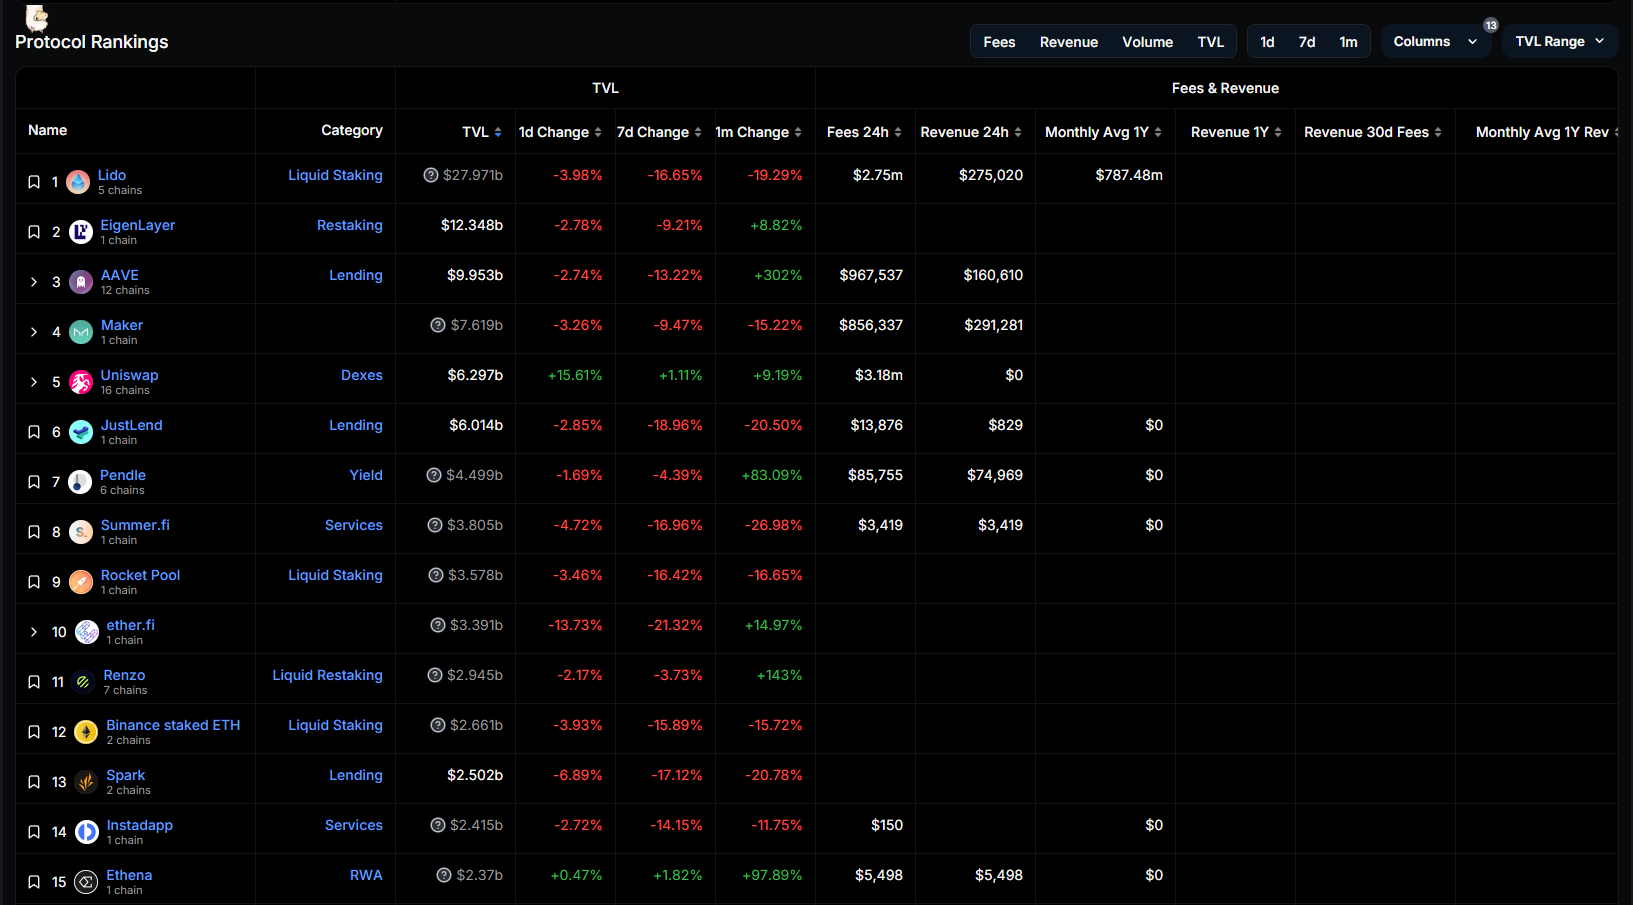 Protocol Rankings
Fees Revenue Volume TVL 1d 7d 1m Columns 13 TVL Range
TVL Fees & Revenue
Name Category TVL 1d Change 7d Change 1m Change Fees 24h Revenue 24h Monthly Avg 1Y Revenue 1Y Revenue 30d Fees Monthly Avg 1Y Rev
1 Lido Liquid Staking $27.971b -3.98% -16.65% -19.29% $2.75m $275,020 $787.48m
5 chains
2 EigenLayer Restaking $12.348b -2.78% -9.21% +8.82%
1 chain
3 AAVE Lending $9.953b -2.74% -13.22% +302% $967,537 $160,610
12 chains
4 Maker $7.619b -3.26% -9.47% -15.22% $856,337 $291,281
1 chain
5 Uniswap Dexes $6.297b +15.61% +1.11% +9.19% $3.18m $0
16 chains
6 JustLend Lending $6.014b -2.85% -18.96% -20.50% $13,876 $829 $0
1 chain
7 Pendle Yield $4.499b -1.69% -4.39% +83.09% $85,755 $74,969 $0
6 chains
8 Summer.fi Services $3.805b -4.72% -16.96% -26.98% $3,419 $3,419 $0
1 chain
9 Rocket Pool Liquid Staking $3.578b -3.46% -16.42% -16.65%
1 chain
10 ether.fi $3.391b -13.73% -21.32% +14.97%
1 chain
11 Renzo Liquid Restaking $2.945b -2.17% -3.73% +143%
7 chains
12 Binance staked ETH Liquid Staking $2.661b -3.93% -15.89% -15.72%
2 chains
13 Spark Lending $2.502b -6.89% -17.12% -20.78%
2 chains
14 Instadapp Services $2.415b -2.72% -14.15% -11.75% $150 $0
1 chain
15 Ethena RWA $2.37b +0.47% +1.82% +97.89% $5,498 $5,498 $0
1 chain